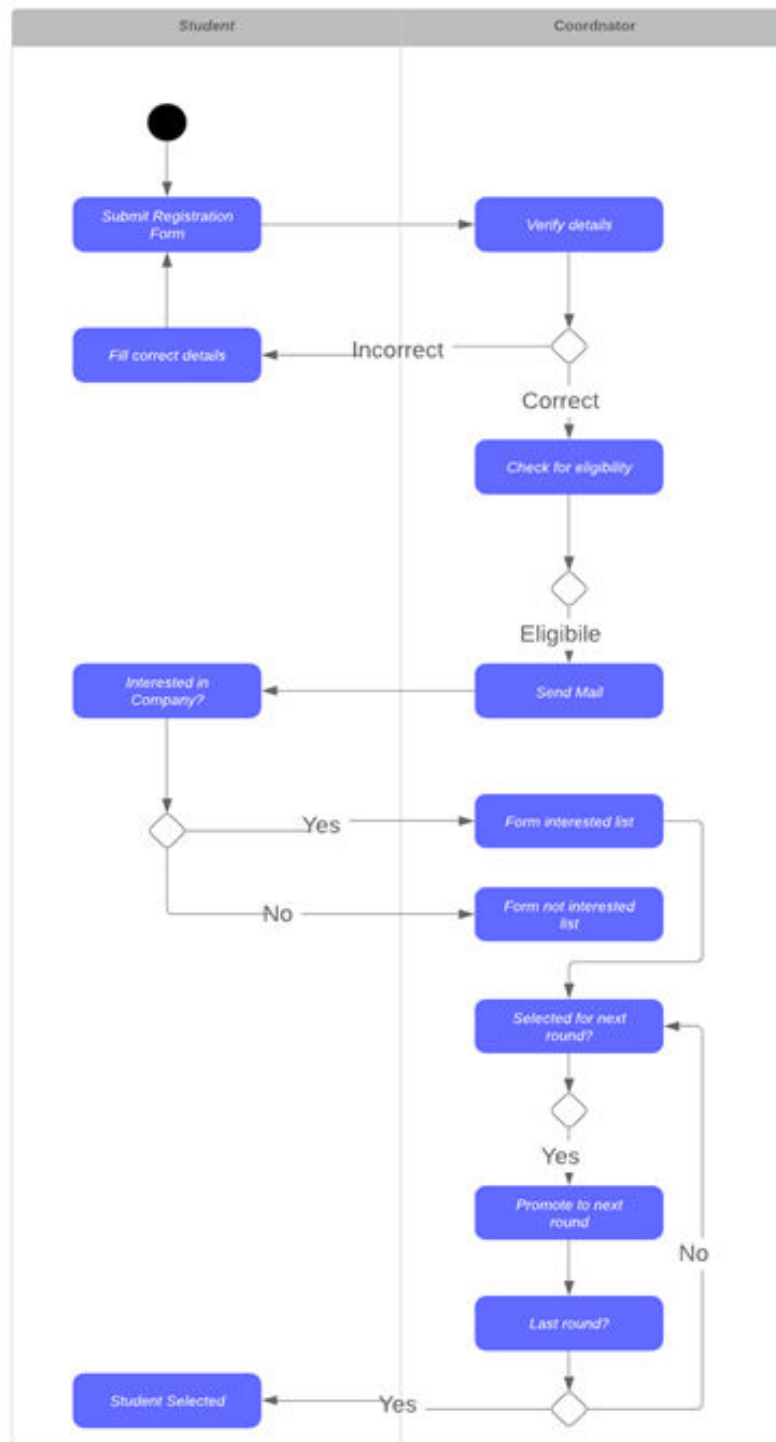 Student
Coordnator
Submit Registration
Form
Verify details
Fill correct details
Incorrect
Correct
Check for eligibility
Eligibile
Interested in
Company?
Send Mail
Yes
Form interested list
No
Form not interested
list
Selected for next
round?
Yes
Promote to next
round
No
Last round?
Student Selected
Yes